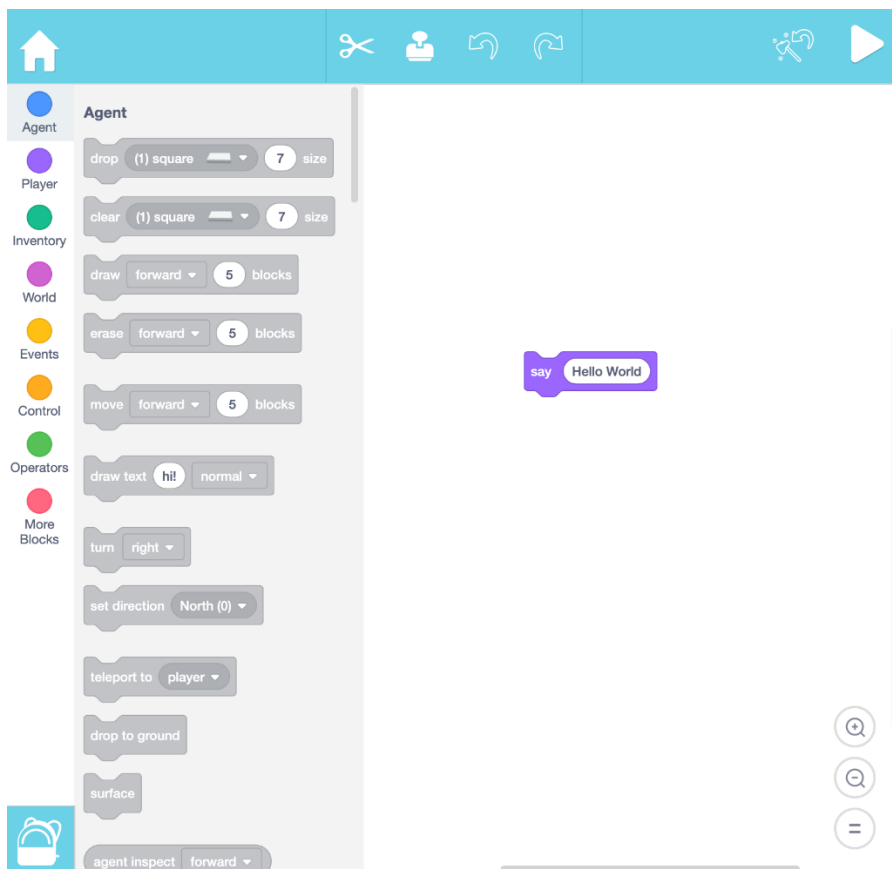 Agent
Player
Inventory
World
Events
Control
Operators
More
Blocks
Agent
drop (1) square 7 size
clear (1) square 7 size
draw forward 5 blocks
erase forward 5 blocks
move forward 5 blocks
draw text hi! normal
turn right
set direction North (0)
teleport to player
drop to ground
surface
agent inspect forward
say Hello World